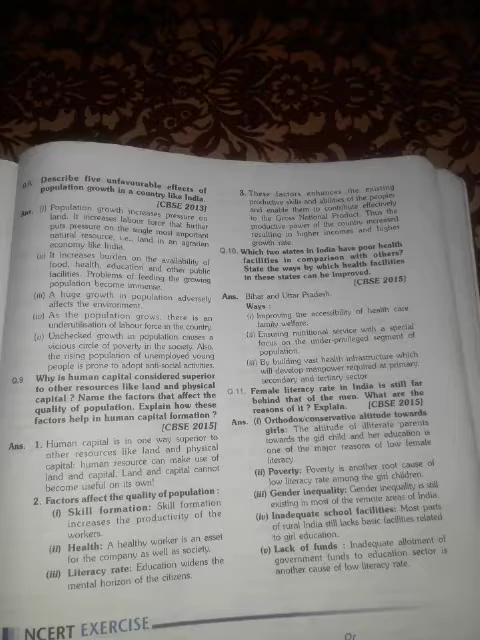 Q.8. Describe five unfavourable effects of
population growth in a country like India.
[CBSE 2013]
Ans. (i) Population growth increases pressure on
land. It increases labour force that further
puts pressure on the single most important
natural resource, i.e., land in an agrarian
economy like India.
(ii) It increases burden on the availability of
food, health, education and other public
facilities. Problems of feeding the growing
population become immense.
(iii) A huge growth in population adversely
affects the environment.
(iv) As the population grows, there is an
underutilisation of labour force in the country.
(v) Unchecked growth in population causes a
vicious circle of poverty in the society. Also,
the rising population of unemployed young
people is prone to adopt anti-social activities.
Q.9 Why is human capital considered superior
to other resources like land and physical
capital ? Name the factors that affect the
quality of population. Explain how these
factors help in human capital formation ?
[CBSE 2015]
Ans. 1. Human capital is in one way superior to
other resources like land and physical
capital: human resource can make use of
land and capital. Land and capital cannot
become useful on its own!
2. Factors affect the quality of population :
(i) Skill formation: Skill formation
increases the productivity of the
workers.
(ii) Health: A healthy worker is an asset
for the company as well as society.
(iii) Literacy rate: Education widens the
mental horizon of the citizens.
3. These factors enhances the existing
productive skills and abilities of the people
and enable them to contribute effectively
to the Gross National Product. Thus the
productive power of the country increased
resulting in higher incomes and higher
growth rate.
Q.10. Which two states in India have poor health
facilities in comparison with others?
State the ways by which health facilities
in these states can be improved.
[CBSE 2015]
Ans. Bihar and Uttar Pradesh.
Ways :
(i) Improving the accessibility of health care
family welfare.
(ii) Ensuring nutritional service with a special
focus on the under-privileged segment of
population.
(iii) By building vast health infrastructure which
will develop manpower required at primary,
secondary and tertiary sector.
Q.11. Female literacy rate in India is still far
behind that of the men. What are the
reasons of it ? Explain. [CBSE 2015]
Ans. (i) Orthodox/conservative attitude towards
girls: The attitude of illiterate parents
towards the girl child and her education is
one of the major reasons of low female
literacy.
(ii) Poverty: Poverty is another root cause of
low literacy rate among the girl children.
(iii) Gender inequality: Gender inequality is still
existing in most of the remote areas of India.
(iv) Inadequate school facilities: Most parts
of rural India still lacks basic facilities related
to girl education.
(v) Lack of funds : Inadequate allotment of
government funds to education sector is
another cause of low literacy rate.
NCERT EXERCISE
Or